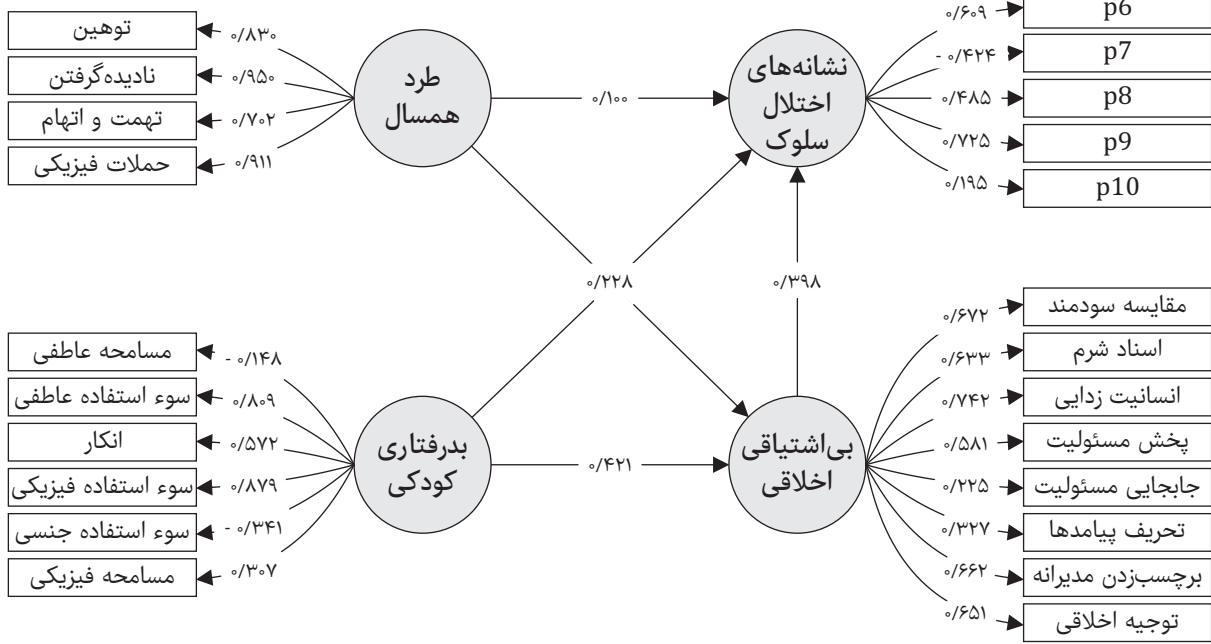 توهین
۰/۸۳۰
نادیده‌گرفتن
۰/۹۵۰
تهمت و اتهام
۰/۷۰۲
حملات فیزیکی
۰/۹۱۱
طرد
همسال
۰/۱۰۰
نشانه‌های
اختلال
سلوک
۰/۶۰۹
p6
- ۰/۴۲۴
p7
۰/۴۸۵
p8
۰/۷۲۵
p9
۰/۱۹۵
p10
۰/۲۲۸
۰/۳۹۸
مسامحه عاطفی
- ۰/۱۴۸
سوء استفاده عاطفی
۰/۸۰۹
انکار
۰/۵۷۲
سوء استفاده فیزیکی
۰/۸۷۹
سوء استفاده جنسی
- ۰/۳۴۱
مسامحه فیزیکی
۰/۳۰۷
بدرفتاری
کودکی
۰/۴۲۱
بی‌اشتیاقی
اخلاقی
۰/۶۷۲
مقایسه سودمند
۰/۶۳۳
اسناد شرم
۰/۷۴۲
انسانیت زدایی
۰/۵۸۱
پخش مسئولیت
۰/۲۲۵
جابجایی مسئولیت
۰/۳۲۷
تحریف پیامدها
۰/۶۶۲
برچسب‌زدن مدیرانه
۰/۶۵۱
توجیه اخلاقی